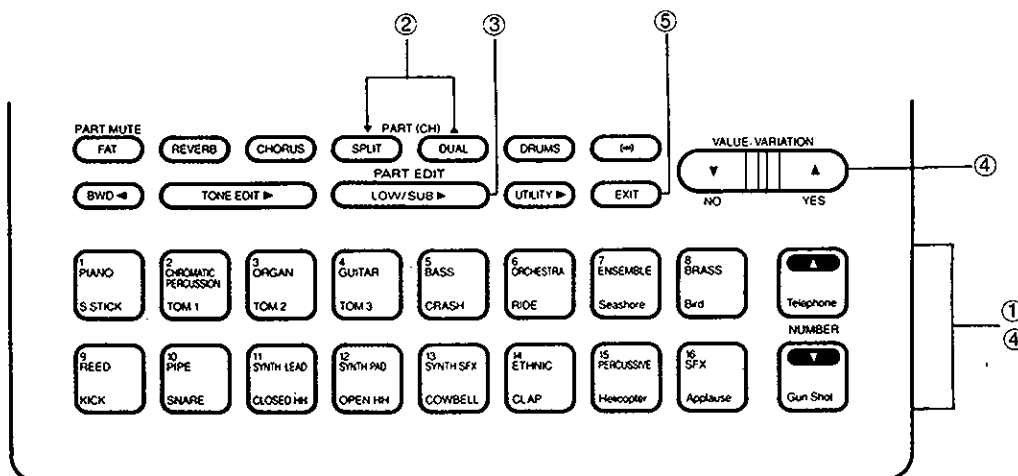 ② ③ ⑤
PART MUTE PART (CH) VALUE-VARIATION
FAT REVERB CHORUS SPLIT DUAL DRUMS [↔]
▼ ▲ ④
PART EDIT
BWD ◄ TONE EDIT ► LOW/SUB ► UTILITY ► EXIT
NO YES
1 PIANO 2 CHROMATIC PERCUSSION 3 ORGAN 4 GUITAR 5 BASS 6 ORCHESTRA 7 ENSEMBLE 8 BRASS ▲
S STICK TOM 1 TOM 2 TOM 3 CRASH RIDE Seashore Bird Telephone
NUMBER
① ④
9 REED 10 PIPE 11 SYNTH LEAD 12 SYNTH PAD 13 SYNTH SFX 14 ETHNIC 15 PERCUSSIVE 16 SFX ▼
KICK SNARE CLOSED HH OPEN HH COWBELL CLAP Helicopter Applause Gun Shot